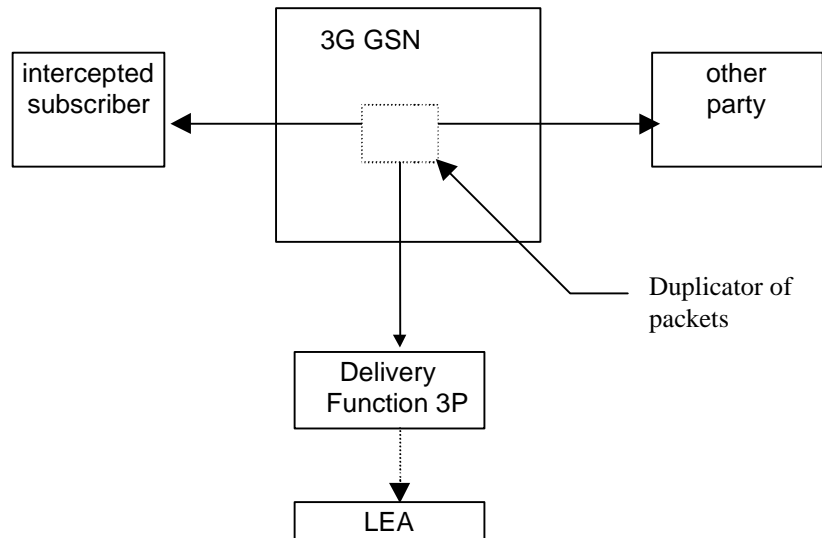 3G GSN
intercepted
subscriber
other
party
Duplicator of
packets
Delivery
Function 3P
LEA